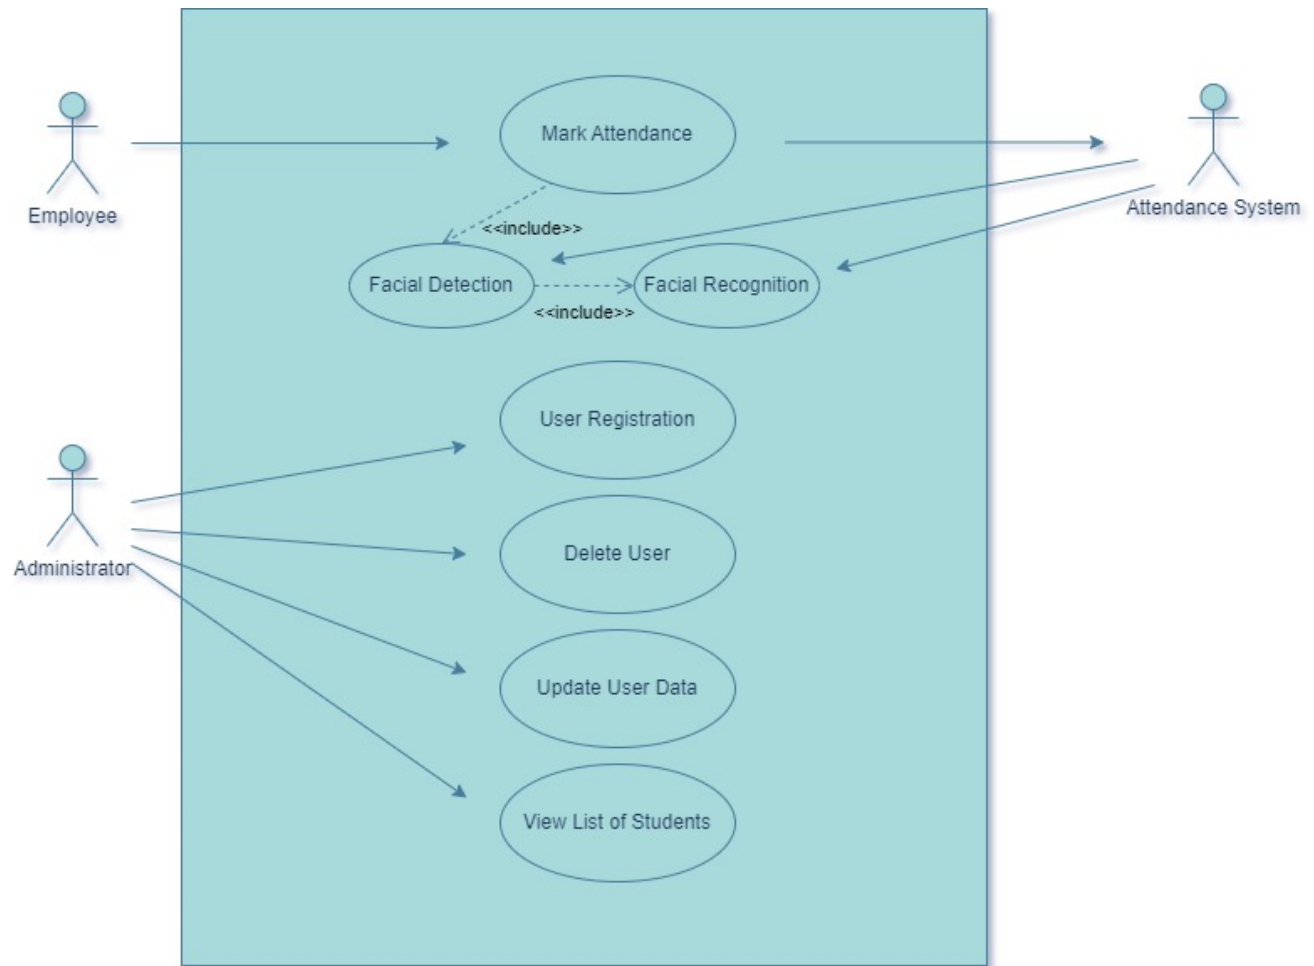 Mark Attendance
Employee
Attendance System
<<include>>
Facial Detection
Facial Recognition
<<include>>
User Registration
Administrator
Delete User
Update User Data
View List of Students